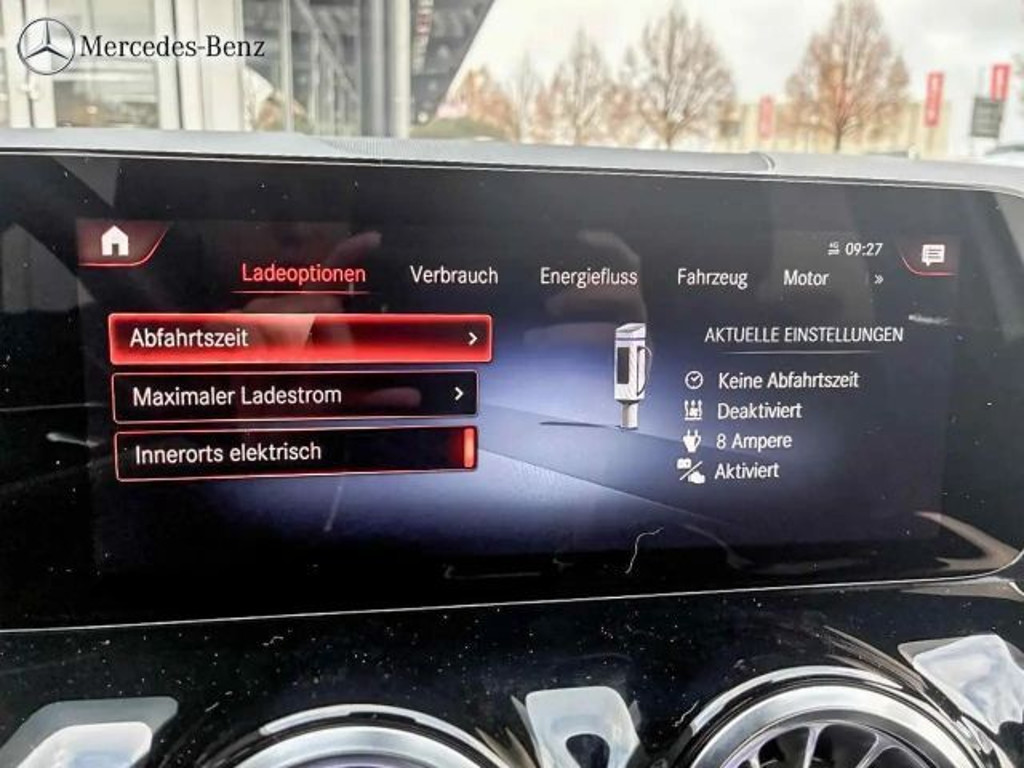 Mercedes-Benz
4G 09:27
Ladeoptionen Verbrauch Energiefluss Fahrzeug Motor »
Abfahrtszeit >
Maximaler Ladestrom >
Innerorts elektrisch
AKTUELLE EINSTELLUNGEN
Keine Abfahrtszeit
Deaktiviert
8 Ampere
Aktiviert